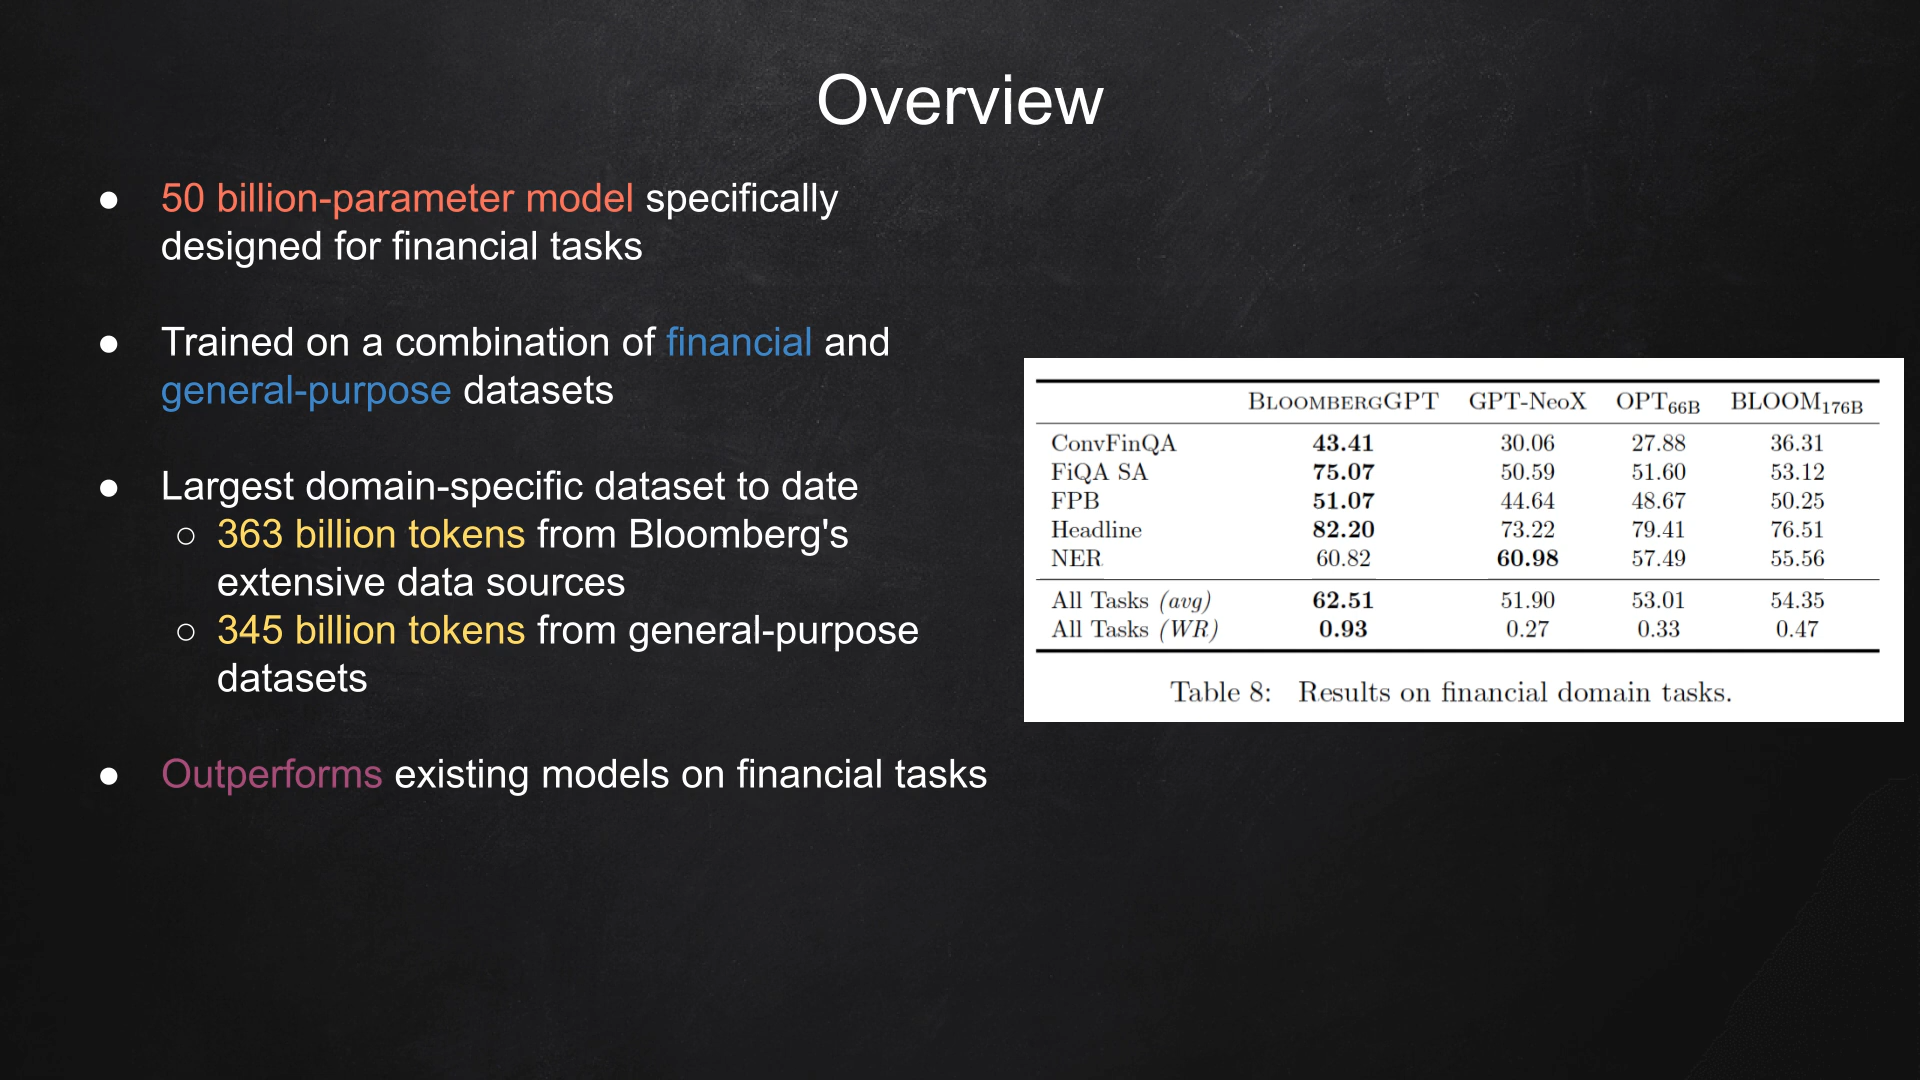 Overview
● 50 billion-parameter model specifically
designed for financial tasks
● Trained on a combination of financial and
general-purpose datasets
● Largest domain-specific dataset to date
○ 363 billion tokens from Bloomberg's
extensive data sources
○ 345 billion tokens from general-purpose
datasets
● Outperforms existing models on financial tasks
BLOOMBERGGPT GPT-NeoX OPT66B BLOOM176B
ConvFinQA 43.41 30.06 27.88 36.31
FiQA SA 75.07 50.59 51.60 53.12
FPB 51.07 44.64 48.67 50.25
Headline 82.20 73.22 79.41 76.51
NER 60.82 60.98 57.49 55.56
All Tasks (avg) 62.51 51.90 53.01 54.35
All Tasks (WR) 0.93 0.27 0.33 0.47
Table 8: Results on financial domain tasks.